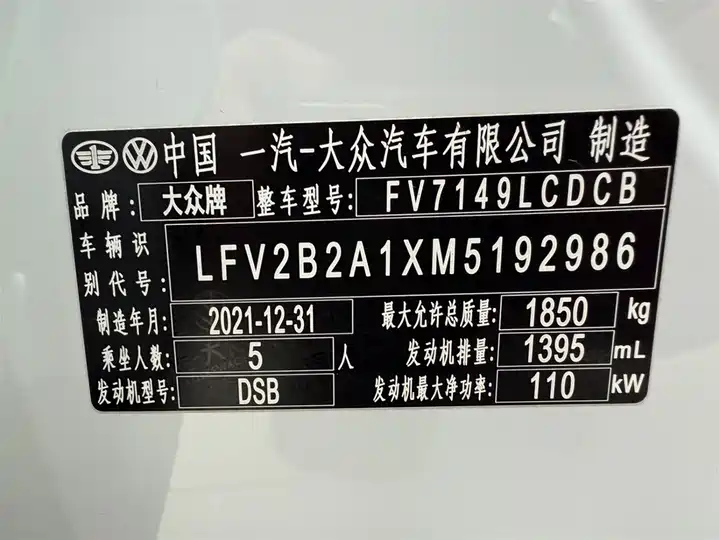 中国 一汽-大众汽车有限公司 制造
品牌: 大众牌 整车型号: FV7149LCDCB
车辆识别代号: LFV2B2A1XM5192986
制造年月: 2021-12-31 最大允许总质量: 1850 kg
乘坐人数: 5 人 发动机排量: 1395 mL
发动机型号: DSB 发动机最大净功率: 110 kW